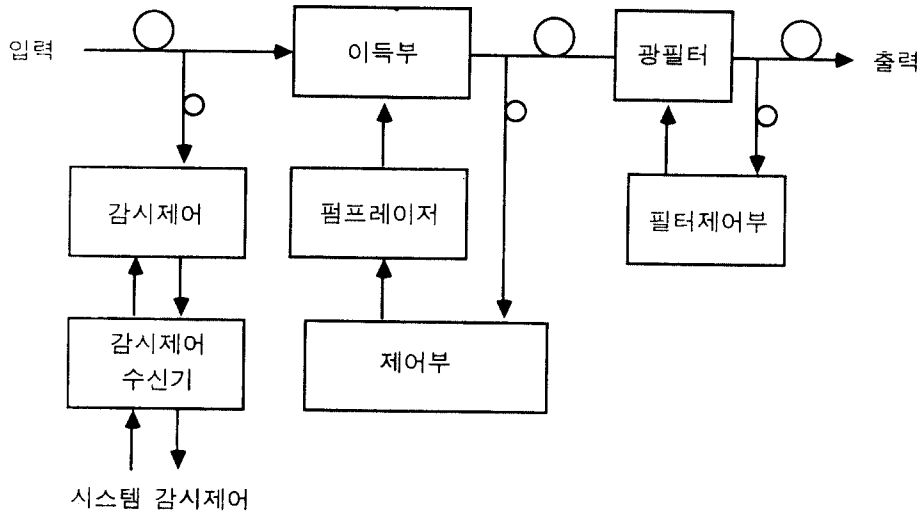 입력
이득부
광필터
출력
감시제어
펌프레이저
필터제어부
감시제어
수신기
제어부
시스템 감시제어